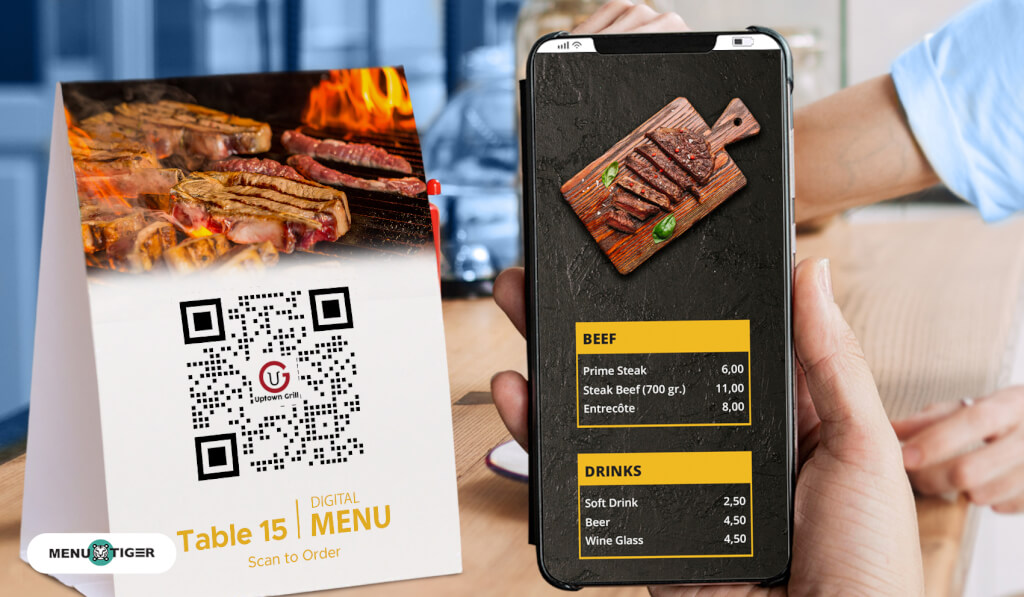 UG
Uptown Grill
Table 15
DIGITAL
MENU
Scan to Order
MENU TIGER
BEEF
Prime Steak 6,00
Steak Beef (700 gr.) 11,00
Entrecôte 8,00
DRINKS
Soft Drink 2,50
Beer 4,50
Wine Glass 4,50